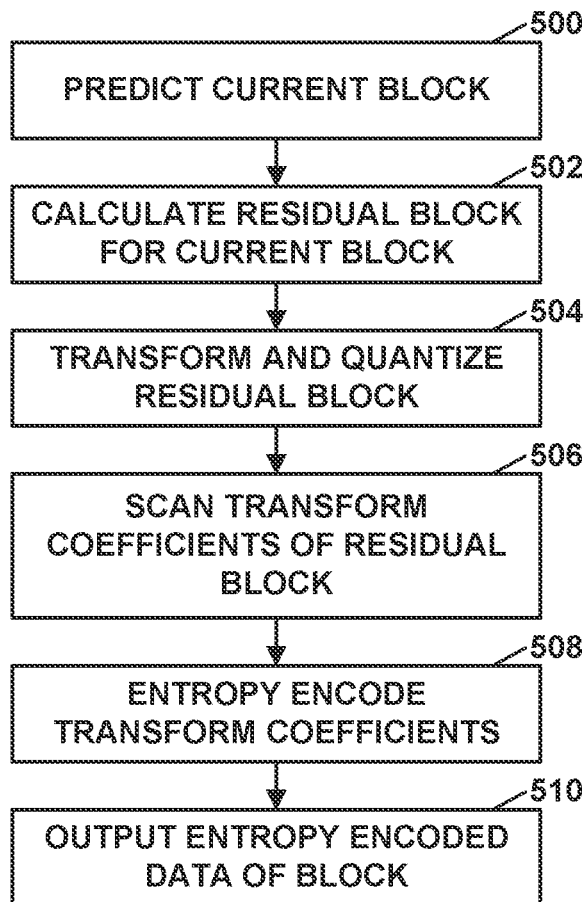 500
PREDICT CURRENT BLOCK
502
CALCULATE RESIDUAL BLOCK
FOR CURRENT BLOCK
504
TRANSFORM AND QUANTIZE
RESIDUAL BLOCK
506
SCAN TRANSFORM
COEFFICIENTS OF RESIDUAL
BLOCK
508
ENTROPY ENCODE
TRANSFORM COEFFICIENTS
510
OUTPUT ENTROPY ENCODED
DATA OF BLOCK